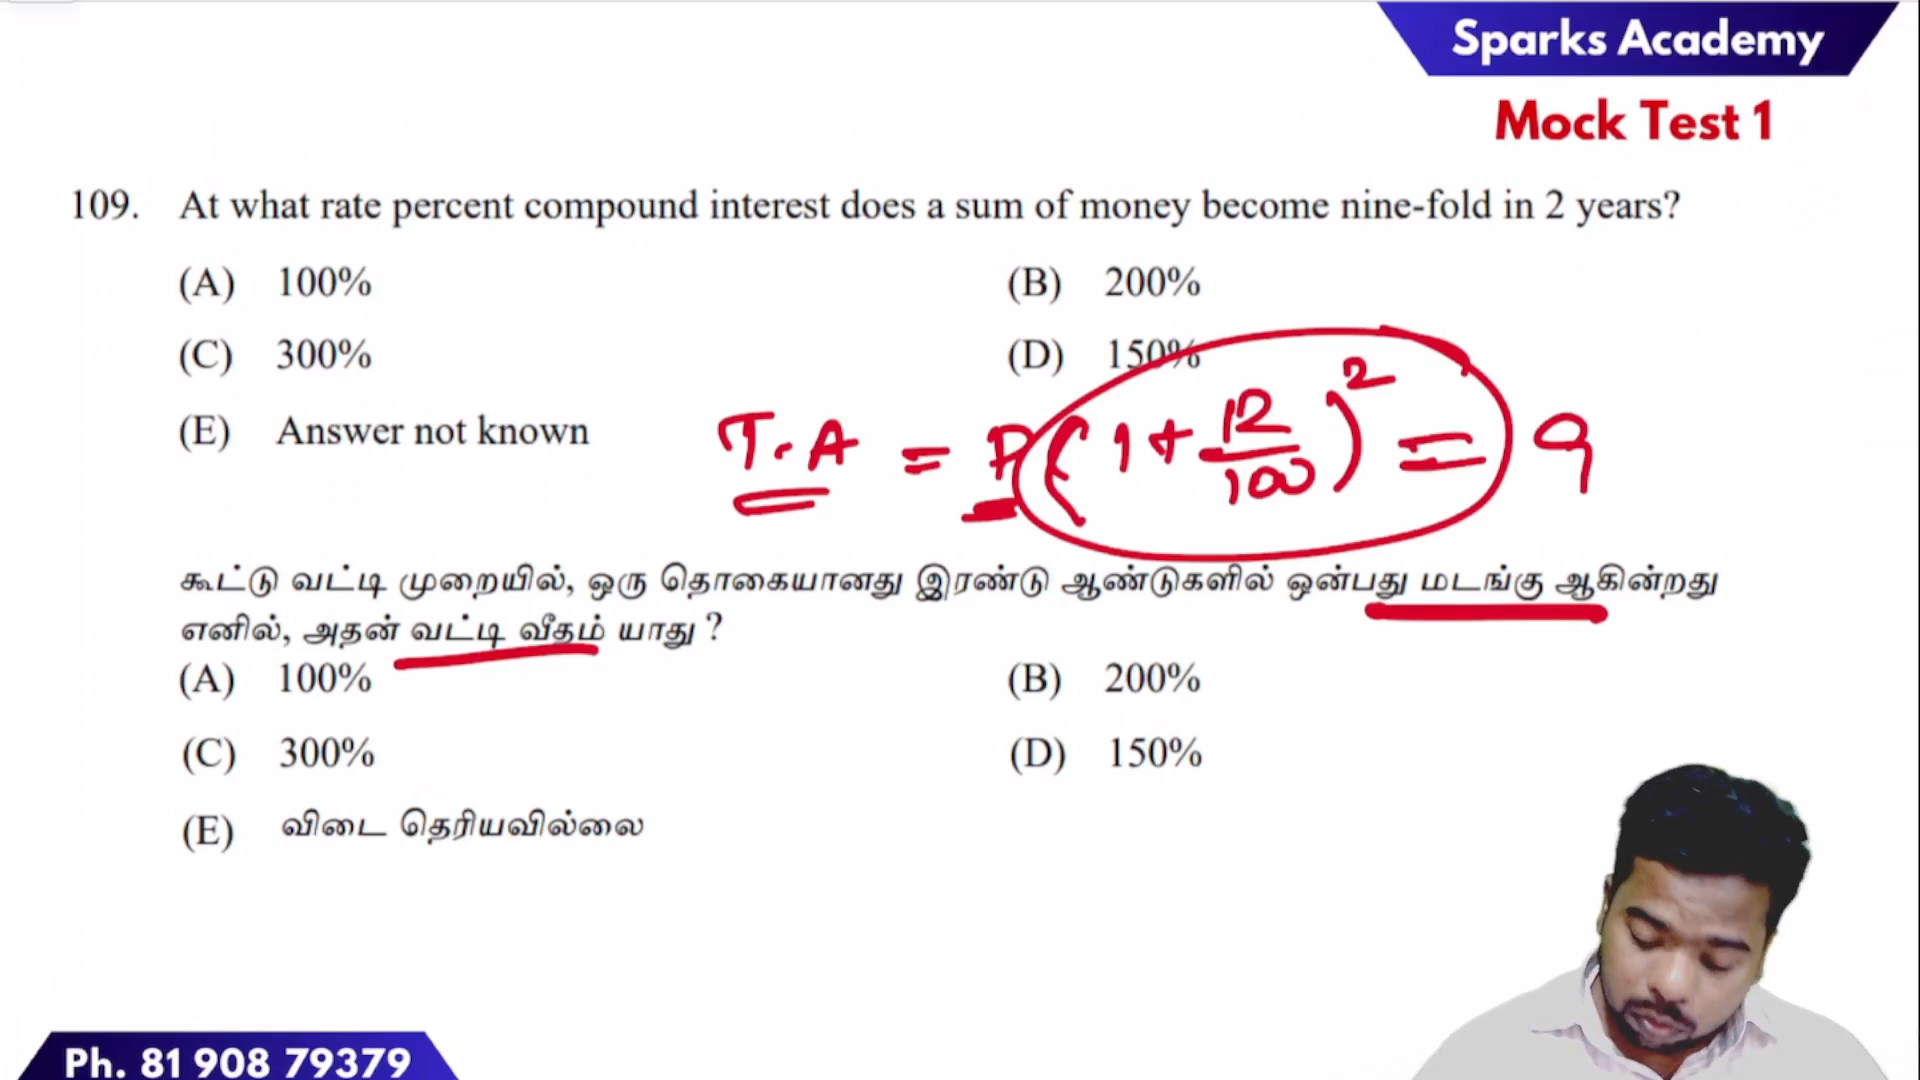 Sparks Academy
Mock Test 1
109. At what rate percent compound interest does a sum of money become nine-fold in 2 years?
(A) 100% (B) 200%
(C) 300% (D) 150%
(E) Answer not known
T.A = P(1+12/100)² = 9
கூட்டு வட்டி முறையில், ஒரு தொகையானது இரண்டு ஆண்டுகளில் ஒன்பது மடங்கு ஆகின்றது
எனில், அதன் வட்டி வீதம் யாது ?
(A) 100% (B) 200%
(C) 300% (D) 150%
(E) விடை தெரியவில்லை
Ph. 81 908 79379